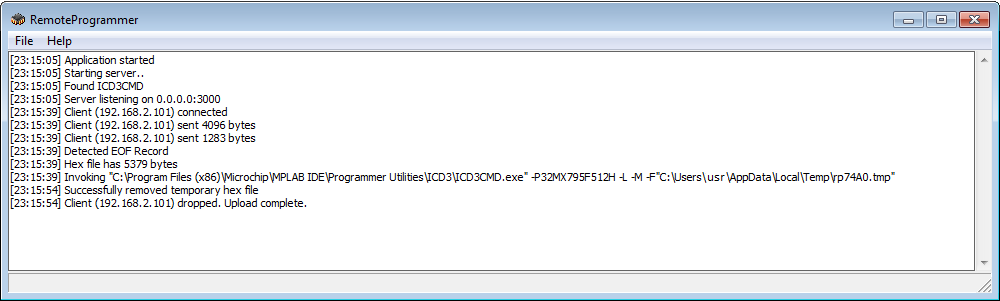 RemoteProgrammer
File Help
[23:15:05] Application started
[23:15:05] Starting server..
[23:15:05] Found ICD3CMD
[23:15:05] Server listening on 0.0.0.0:3000
[23:15:39] Client (192.168.2.101) connected
[23:15:39] Client (192.168.2.101) sent 4096 bytes
[23:15:39] Client (192.168.2.101) sent 1283 bytes
[23:15:39] Detected EOF Record
[23:15:39] Hex file has 5379 bytes
[23:15:39] Invoking "C:\Program Files (x86)\Microchip\MPLAB IDE\Programmer Utilities\ICD3\ICD3CMD.exe" -P32MX795F512H -L -M -F"C:\Users\usr\AppData\Local\Temp\rp74A0.tmp"
[23:15:54] Successfully removed temporary hex file
[23:15:54] Client (192.168.2.101) dropped. Upload complete.